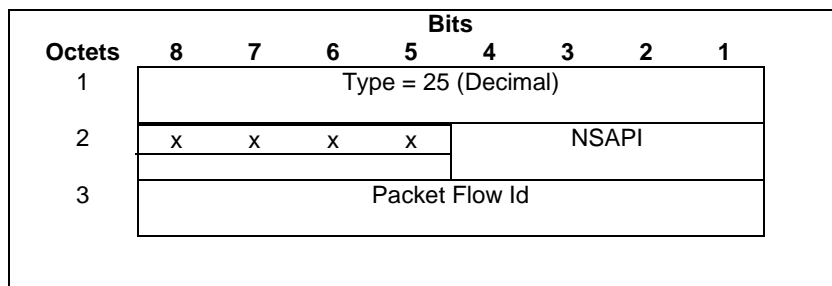 Bits
Octets 8 7 6 5 4 3 2 1
1 Type = 25 (Decimal)
2 x x x x NSAPI
3 Packet Flow Id